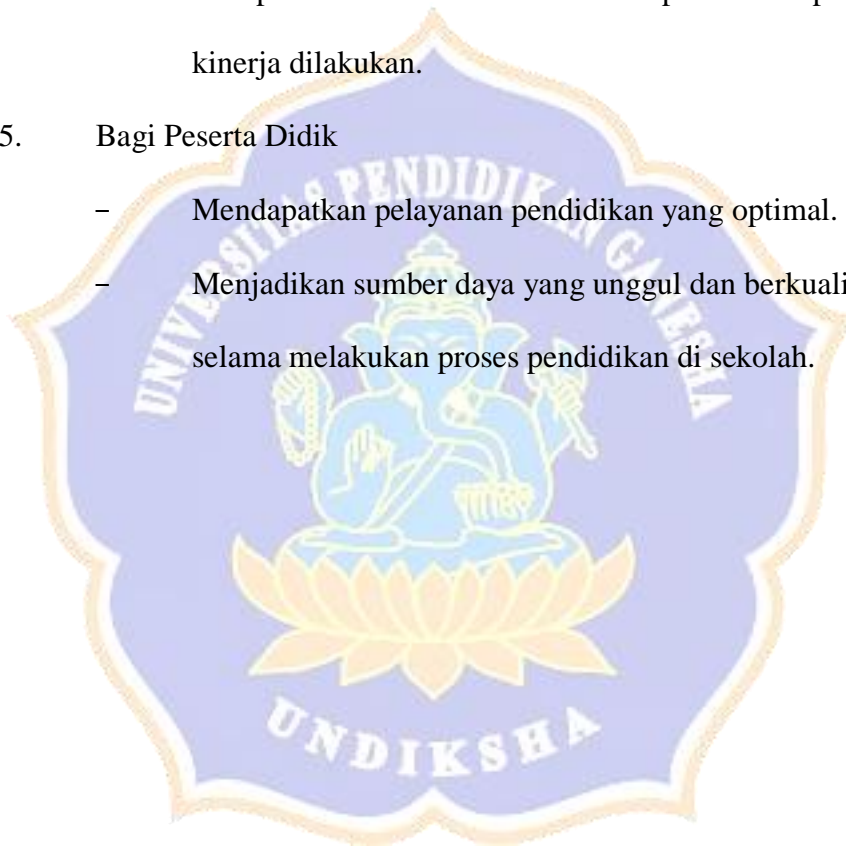 kinerja dilakukan.
5. Bagi Peserta Didik
- Mendapatkan pelayanan pendidikan yang optimal.
- Menjadikan sumber daya yang unggul dan
selama melakukan proses pendidikan di sekolah.
UNIVERSITAS PENDIDIKAN GANESHA
UNDIKSHA